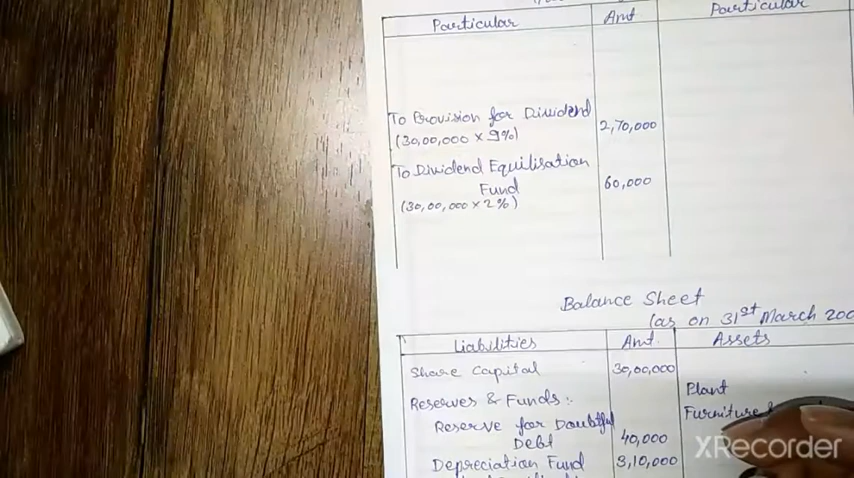 Particular Amt Particular
To Provision for Dividend
(30,00,000 x 9%) 2,70,000
To Dividend Equilisation
Fund 60,000
(30,00,000 x 2%)
Balance Sheet
(as on 31st March 200
Liabilities Amt. Assets
Share Capital 30,00,000
Plant
Reserves & Funds:-
Furniture &
Reserve for Doubtful
Debt 40,000
Depreciation Fund 3,10,000
XRecorder